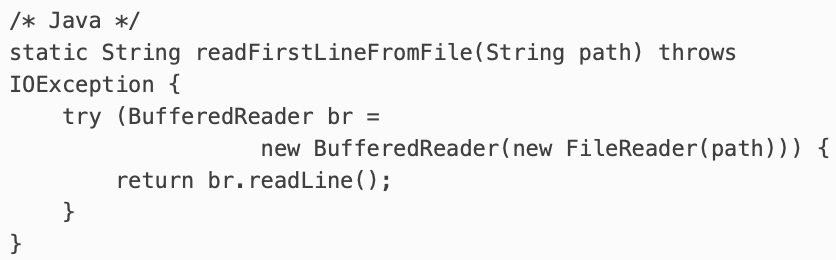 /* Java */
static String readFirstLineFromFile(String path) throws
IOException {
    try (BufferedReader br =
                   new BufferedReader(new FileReader(path))) {
        return br.readLine();
    }
}